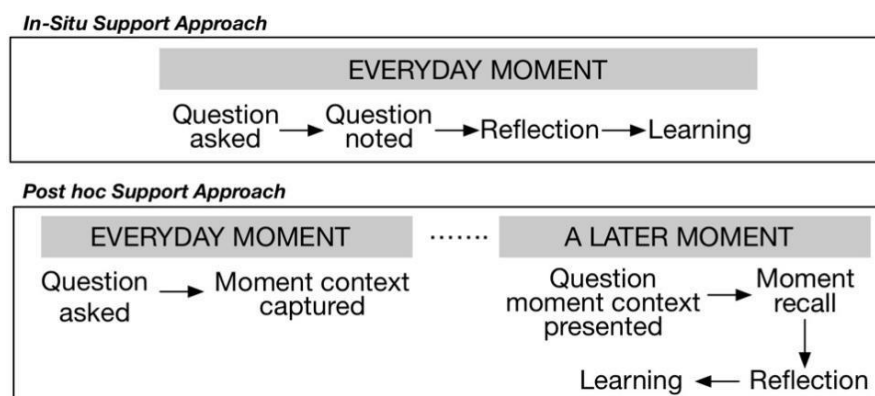 In-Situ Support Approach
EVERYDAY MOMENT
Question asked
Question noted
Reflection
Learning
Post hoc Support Approach
EVERYDAY MOMENT
.......
A LATER MOMENT
Question asked
Moment context captured
Question moment context presented
Moment recall
Reflection
Learning